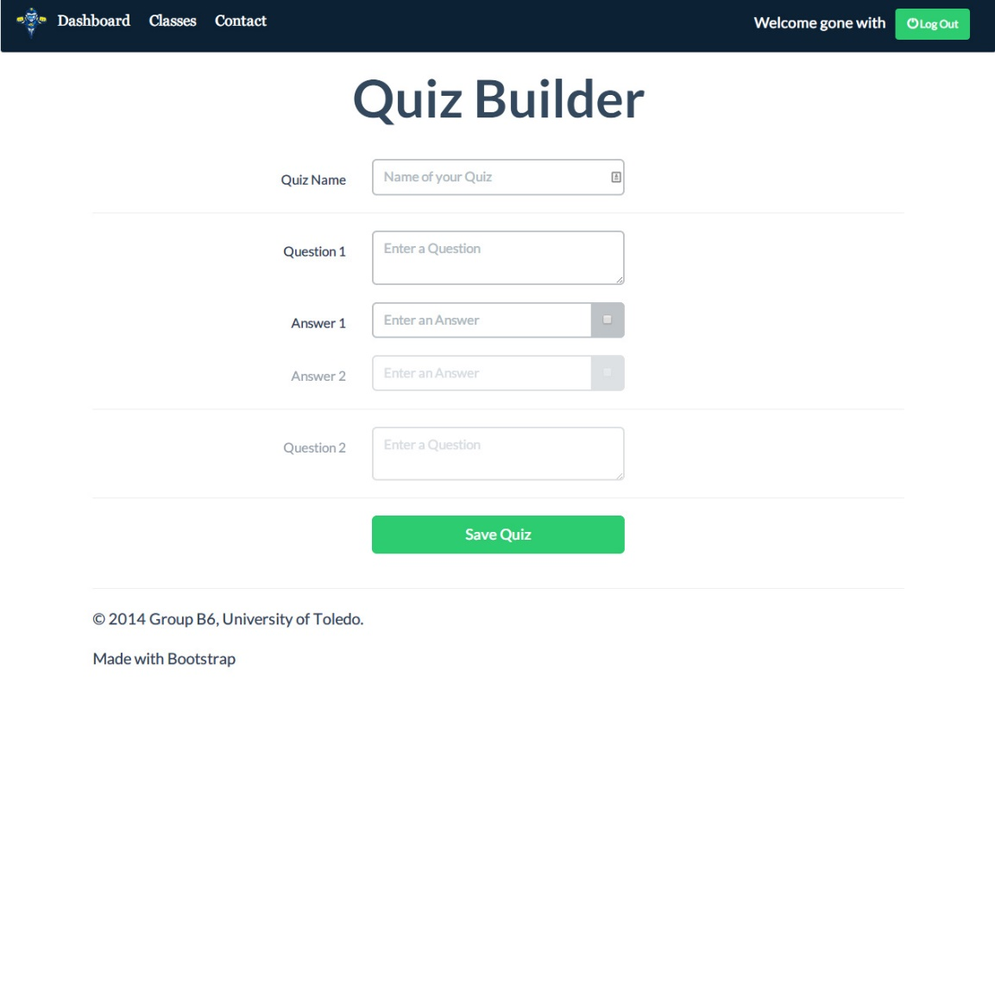 Dashboard Classes Contact Welcome gone with Log Out
Quiz Builder
Quiz Name Name of your Quiz
Question 1 Enter a Question
Answer 1 Enter an Answer
Answer 2 Enter an Answer
Question 2 Enter a Question
Save Quiz
© 2014 Group B6, University of Toledo.
Made with Bootstrap